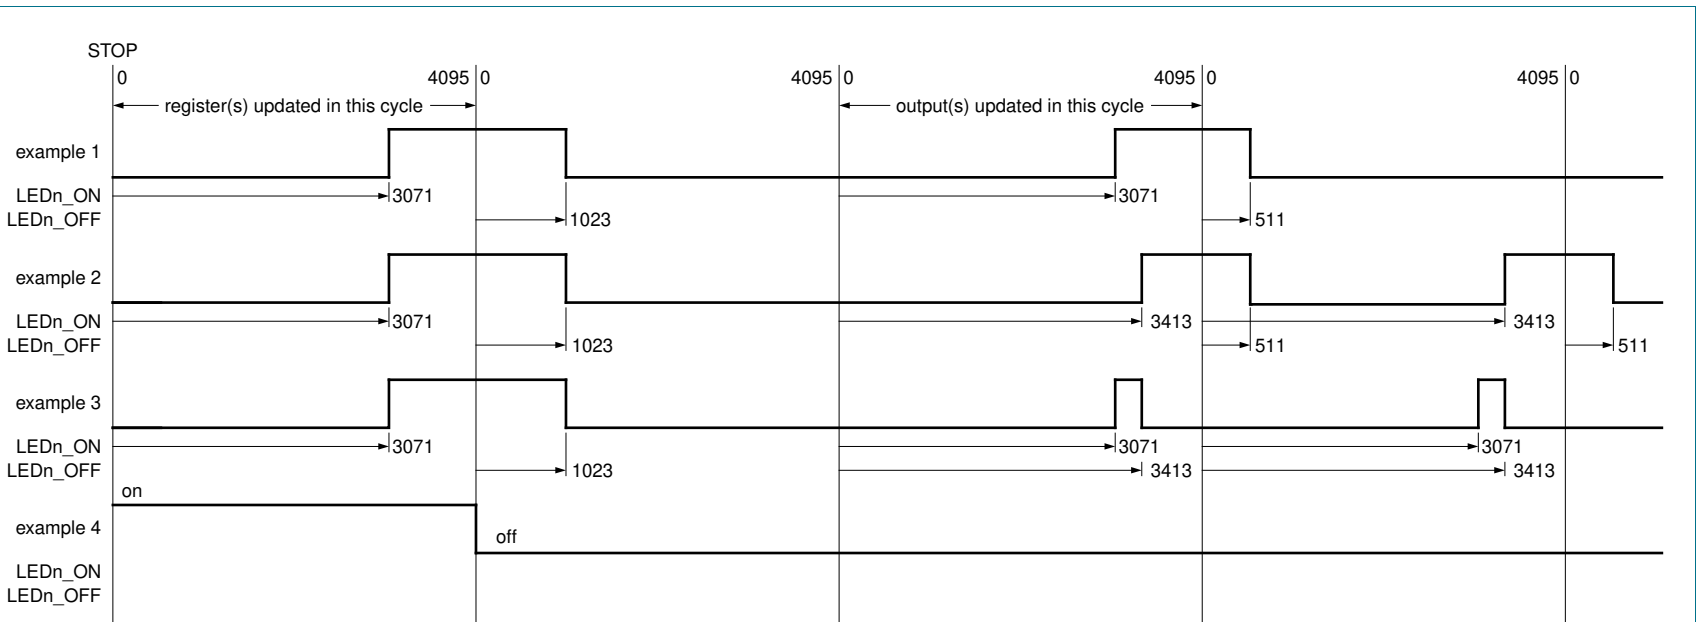 STOP
0 4095 0 4095 0 4095 0 4095 0
register(s) updated in this cycle output(s) updated in this cycle
example 1
LEDn_ON 3071 3071
LEDn_OFF 1023 511
example 2
LEDn_ON 3071 3413 3413
LEDn_OFF 1023 511 511
example 3
LEDn_ON 3071 3071 3071
LEDn_OFF 1023 3413 3413
on
example 4 off
LEDn_ON
LEDn_OFF